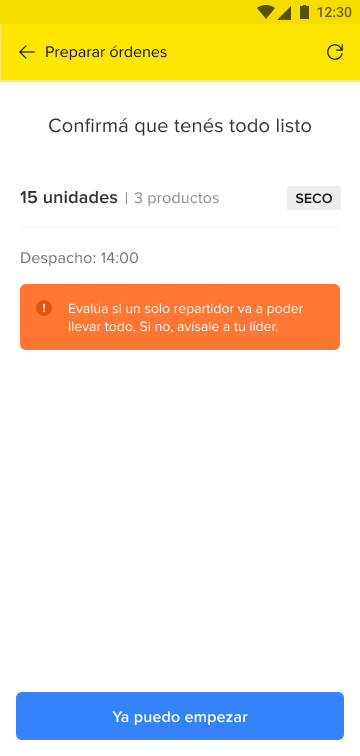 12:30
Preparar órdenes
Confirmá que tenés todo listo
15 unidades | 3 productos SECO
Despacho: 14:00
Evalúa si un solo repartidor va a poder
llevar todo. Si no, avísale a tu líder.
Ya puedo empezar